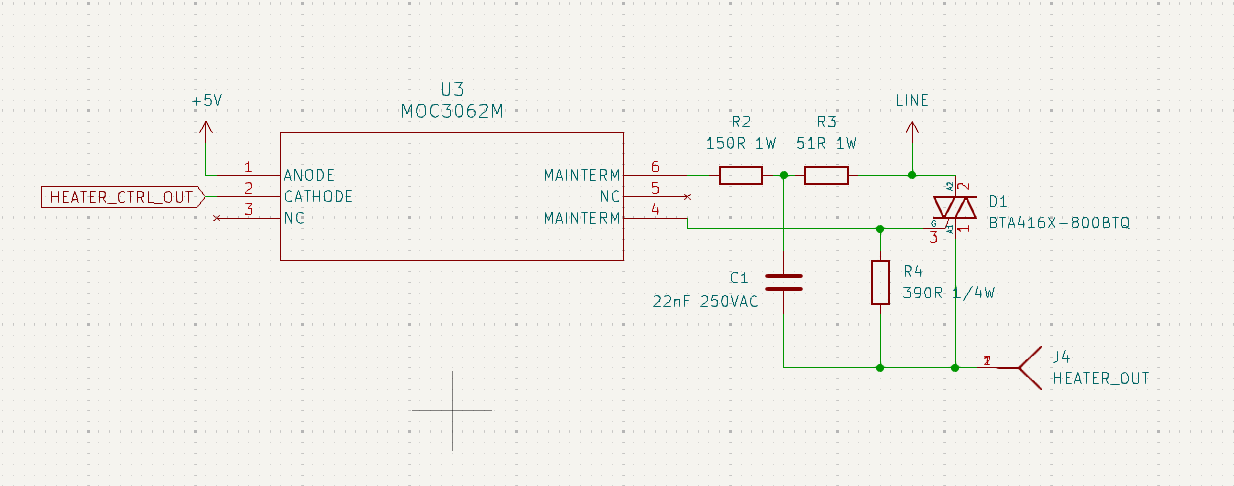 U3
MOC3062M
+5V
HEATER_CTRL_OUT
1
ANODE
2
CATHODE
3
NC
MAINTERM
6
NC
5
MAINTERM
4
R2
150R 1W
R3
51R 1W
LINE
A2
2
D1
BTA416X-800BTQ
G
3
A1
1
C1
22nF 250VAC
R4
390R 1/4W
J4
HEATER_OUT